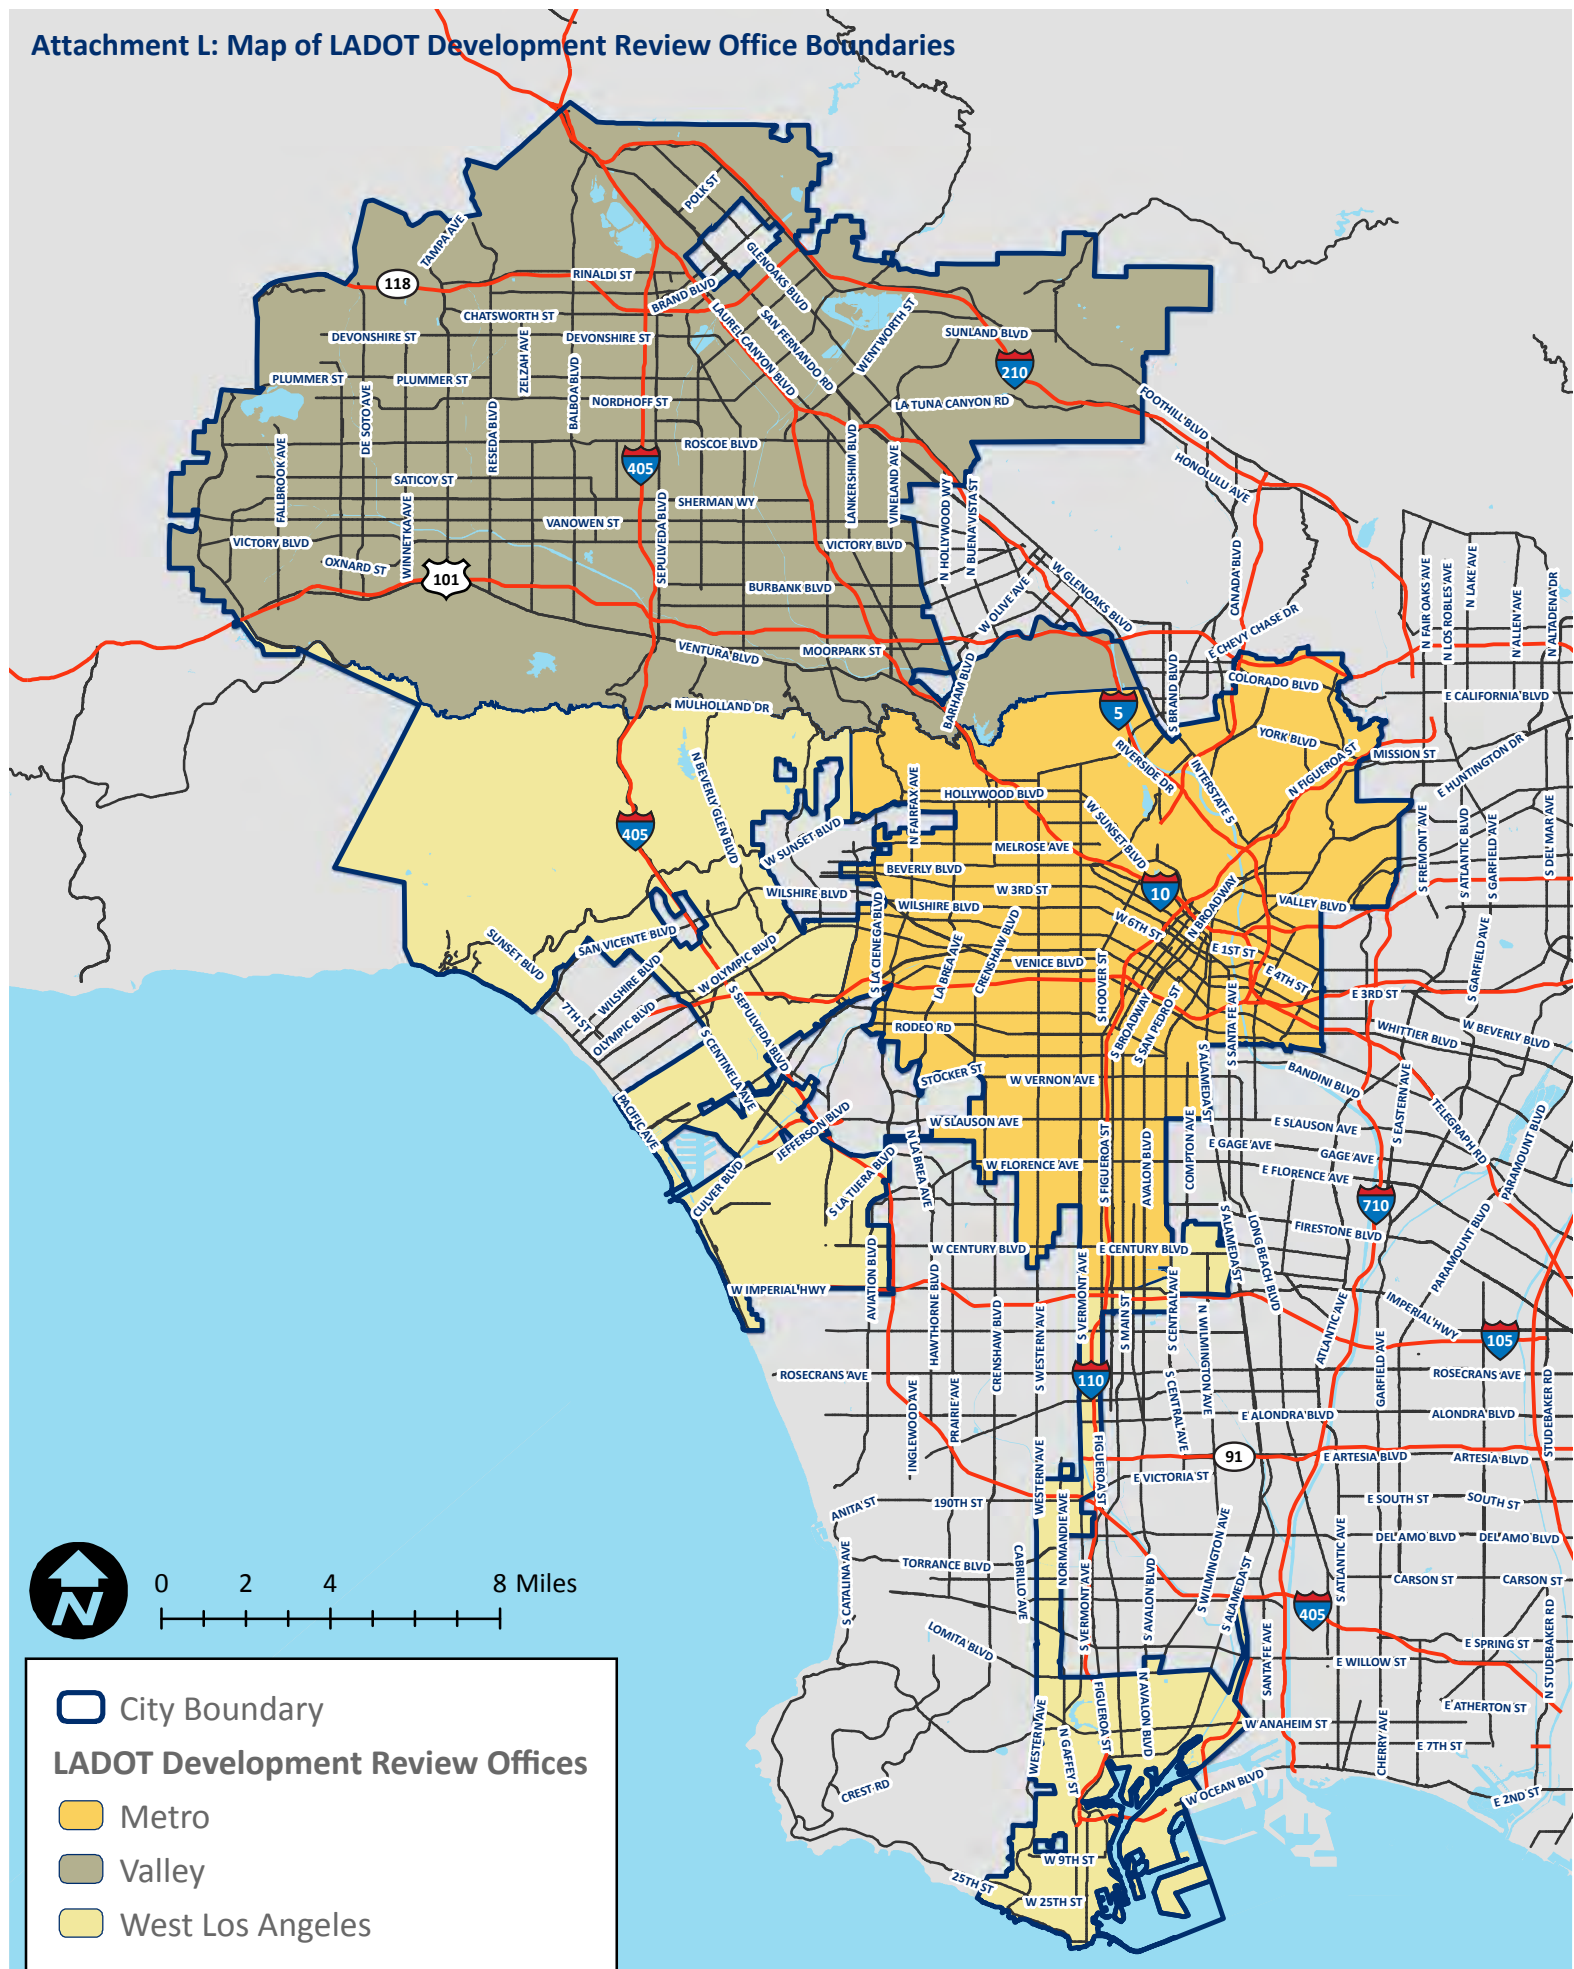 Attachment L: Map of LADOT Development Review Office Boundaries
POLK ST
TAMPA AVE
GLENOAKS BLVD
RINALDI ST
118
BRAND BLVD
CHATSWORTH ST
LAUREL CANYON BLVD
SAN FERNANDO RD
WENTWORTH ST
SUNLAND BLVD
DEVONSHIRE ST
DEVONSHIRE ST
ZELZAH AVE
BALBOA BLVD
210
PLUMMER ST
PLUMMER ST
DE SOTO AVE
RESEDA BLVD
NORDHOFF ST
LA TUNA CANYON RD
FOOTHILL BLVD
FALLBROOK AVE
ROSCOE BLVD
LANKERSHIM BLVD
VINELAND AVE
405
HONOLULU AVE
SATICOY ST
WINNETKA AVE
SHERMAN WY
SEPULVEDA BLVD
N HOLLYWOOD WY
N BUENA VISTA ST
VANOWEN ST
VICTORY BLVD
VICTORY BLVD
OXNARD ST
101
BURBANK BLVD
W OLIVE AVE
W GLENOAKS BLVD
CANADA BLVD
N FAIR OAKS AVE
N LOS ROBLES AVE
N LAKE AVE
N ALLEN AVE
N ALTADENA DR
E CHEVY CHASE DR
VENTURA BLVD
MOORPARK ST
BARHAM BLVD
S BRAND BLVD
COLORADO BLVD
E CALIFORNIA BLVD
MULHOLLAND DR
5
YORK BLVD
MISSION ST
RIVERSIDE DR
INTERSTATE 5
N FIGUEROA ST
E HUNTINGTON DR
N BEVERLY GLEN BLVD
N FAIRFAX AVE
HOLLYWOOD BLVD
W SUNSET BLVD
405
W SUNSET BLVD
MELROSE AVE
S FREMONT AVE
S ATLANTIC BLVD
S GARFIELD AVE
S DEL MAR AVE
BEVERLY BLVD
W 3RD ST
10
N BROADWAY
WILSHIRE BLVD
WILSHIRE BLVD
VALLEY BLVD
S LA CIENEGA BLVD
LA BREA AVE
CRENSHAW BLVD
W 6TH ST
SUNSET BLVD
SAN VICENTE BLVD
W OLYMPIC BLVD
E 1ST ST
S GARFIELD AVE
WILSHIRE BLVD
VENICE BLVD
S HOOVER ST
E 4TH ST
7TH ST
OLYMPIC BLVD
S SEPULVEDA BLVD
S BROADWAY
S SAN PEDRO ST
S SANTA FE AVE
E 3RD ST
RODEO RD
WHITTIER BLVD
W BEVERLY BLVD
S CENTINELA AVE
STOCKER ST
W VERNON AVE
S ALAMEDA ST
BANDINI BLVD
S EASTERN AVE
PACIFIC AVE
JEFFERSON BLVD
W SLAUSON AVE
E SLAUSON AVE
TELEGRAPH RD
PARAMOUNT BLVD
N LA BREA AVE
S FIGUEROA ST
AVALON BLVD
COMPTON AVE
E GAGE AVE
GAGE AVE
W FLORENCE AVE
E FLORENCE AVE
CULVER BLVD
S LA TIJERA BLVD
710
S ALAMEDA ST
LONG BEACH BLVD
FIRESTONE BLVD
PARAMOUNT BLVD
W CENTURY BLVD
E CENTURY BLVD
AVIATION BLVD
W IMPERIAL HWY
HAWTHORNE BLVD
S VERMONT AVE
S CENTRAL AVE
CRENSHAW BLVD
S WESTERN AVE
S MAIN ST
N WILMINGTON AVE
ATLANTIC AVE
IMPERIAL HWY
105
GARFIELD AVE
ROSECRANS AVE
110
ROSECRANS AVE
INGLEWOOD AVE
PRAIRIE AVE
S CENTRAL AVE
E ALONDRA BLVD
ALONDRA BLVD
STUDEBAKER RD
91
E ARTESIA BLVD
ARTESIA BLVD
WESTERN AVE
FIGUEROA ST
E VICTORIA ST
ANITA ST
190TH ST
NORMANDIE AVE
E SOUTH ST
SOUTH ST
DEL AMO BLVD
DEL AMO BLVD
S CATALINA AVE
TORRANCE BLVD
CABRILLO AVE
S VERMONT AVE
S AVALON BLVD
S WILMINGTON AVE
S ALAMEDA ST
S ATLANTIC AVE
CARSON ST
CARSON ST
405
LOMITA BLVD
SANTA FE AVE
E SPRING ST
E WILLOW ST
N STUDEBAKER RD
WESTERN AVE
N GAFFEY ST
FIGUEROA ST
N AVALON BLVD
W ANAHEIM ST
CHERRY AVE
E ATHERTON ST
E 7TH ST
CREST RD
W OCEAN BLVD
E 2ND ST
W 9TH ST
25TH ST
W 25TH ST
N
0 2 4 8 Miles
City Boundary
LADOT Development Review Offices
Metro
Valley
West Los Angeles